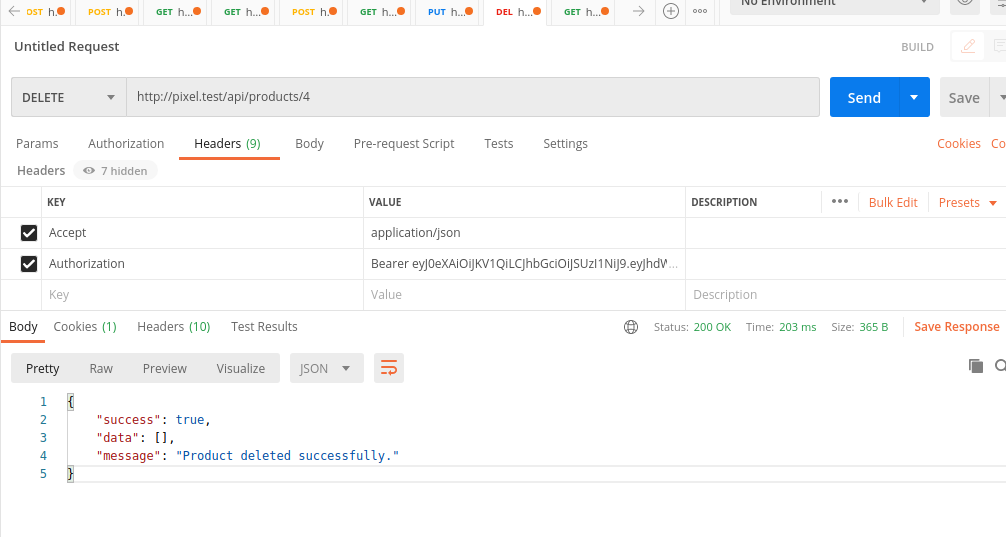 OST h.
POST h.
GET h...
GET h...
POST h.
GET h...
PUT h...
DEL h...
GET h...
No Environment
Untitled Request
BUILD
DELETE
http://pixel.test/api/products/4
Send
Save
Params Authorization Headers (9) Body Pre-request Script Tests Settings Cookies Co
Headers 7 hidden
KEY VALUE DESCRIPTION ••• Bulk Edit Presets
Accept application/json
Authorization Bearer eyJ0eXAiOiJKV1QiLCJhbGciOiJSUzI1NiJ9.eyJhdW...
Key Value Description
Body Cookies (1) Headers (10) Test Results Status: 200 OK Time: 203 ms Size: 365 B Save Response
Pretty Raw Preview Visualize JSON
1 {
2 "success": true,
3 "data": [],
4 "message": "Product deleted successfully."
5 }